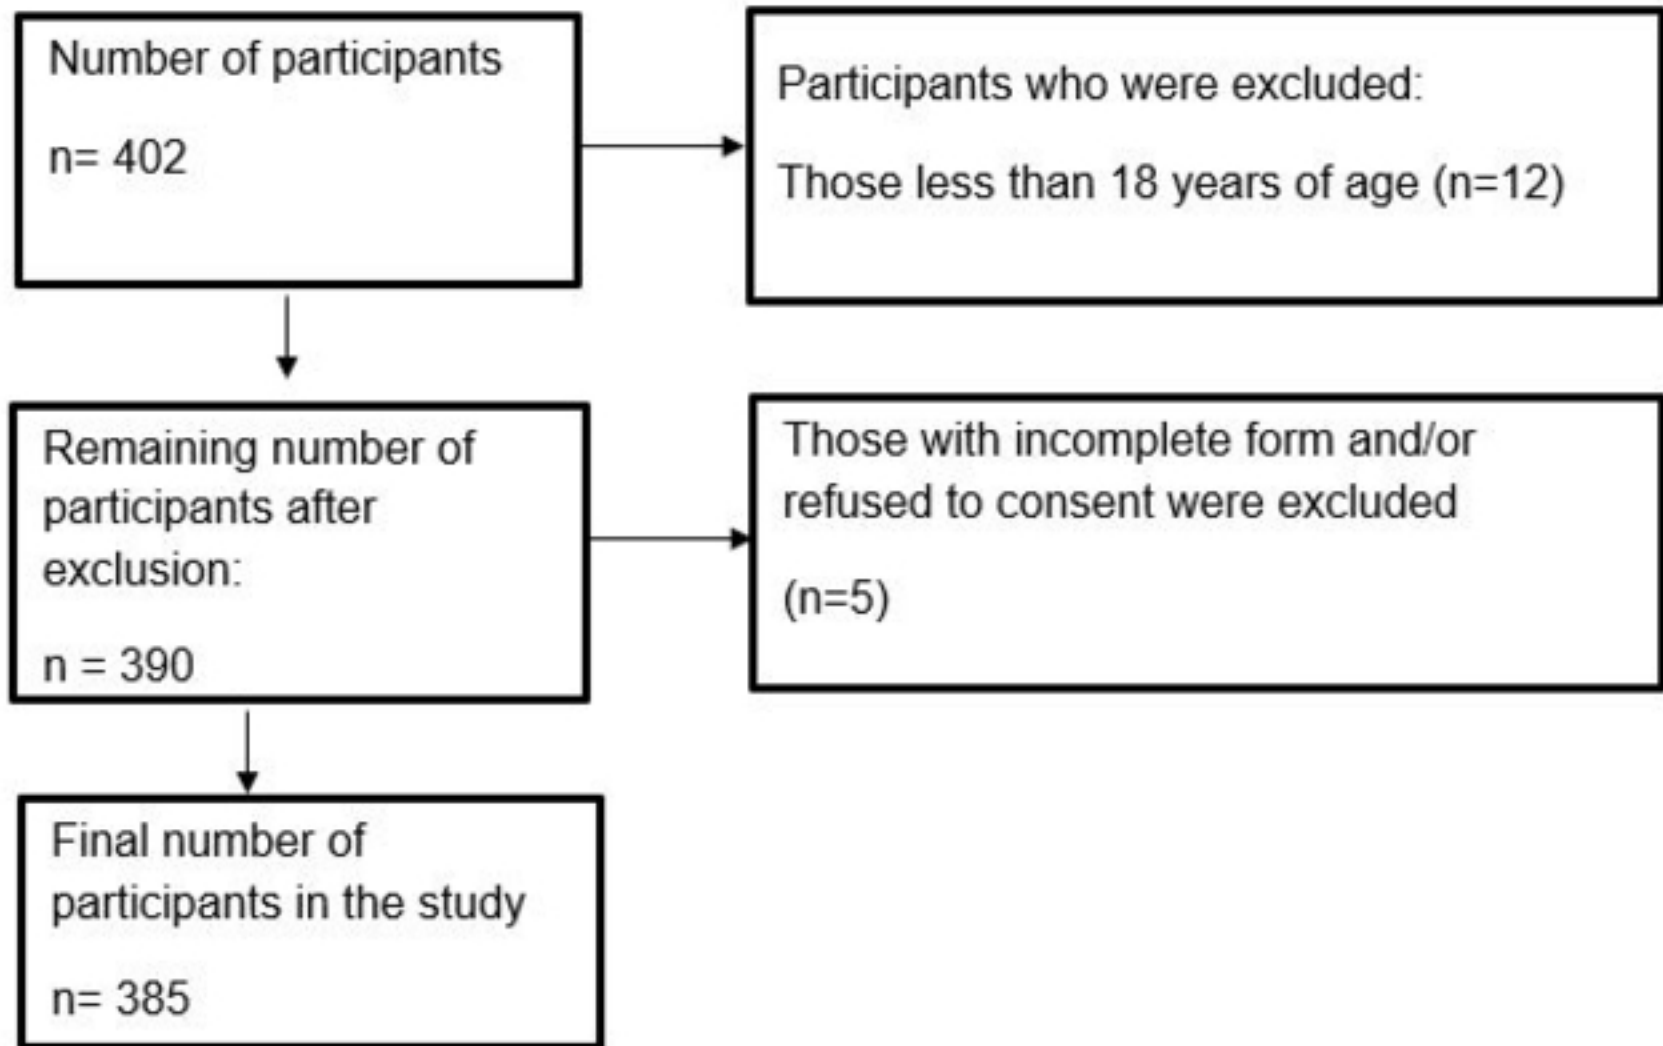 Number of participants
n= 402
Participants who were excluded:
Those less than 18 years of age (n=12)
Remaining number of
participants after
exclusion:
n = 390
Those with incomplete form and/or
refused to consent were excluded
(n=5)
Final number of
participants in the study
n= 385